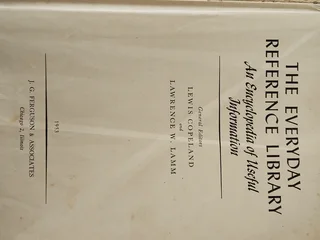 THE EVERYDAY
REFERENCE LIBRARY
An Encyclopedia of Useful
Information
General Editors
LEWIS COPELAND
and
LAWRENCE W. LAMM
1953
J. G. FERGUSON & ASSOCIATES
Chicago 2, Illinois